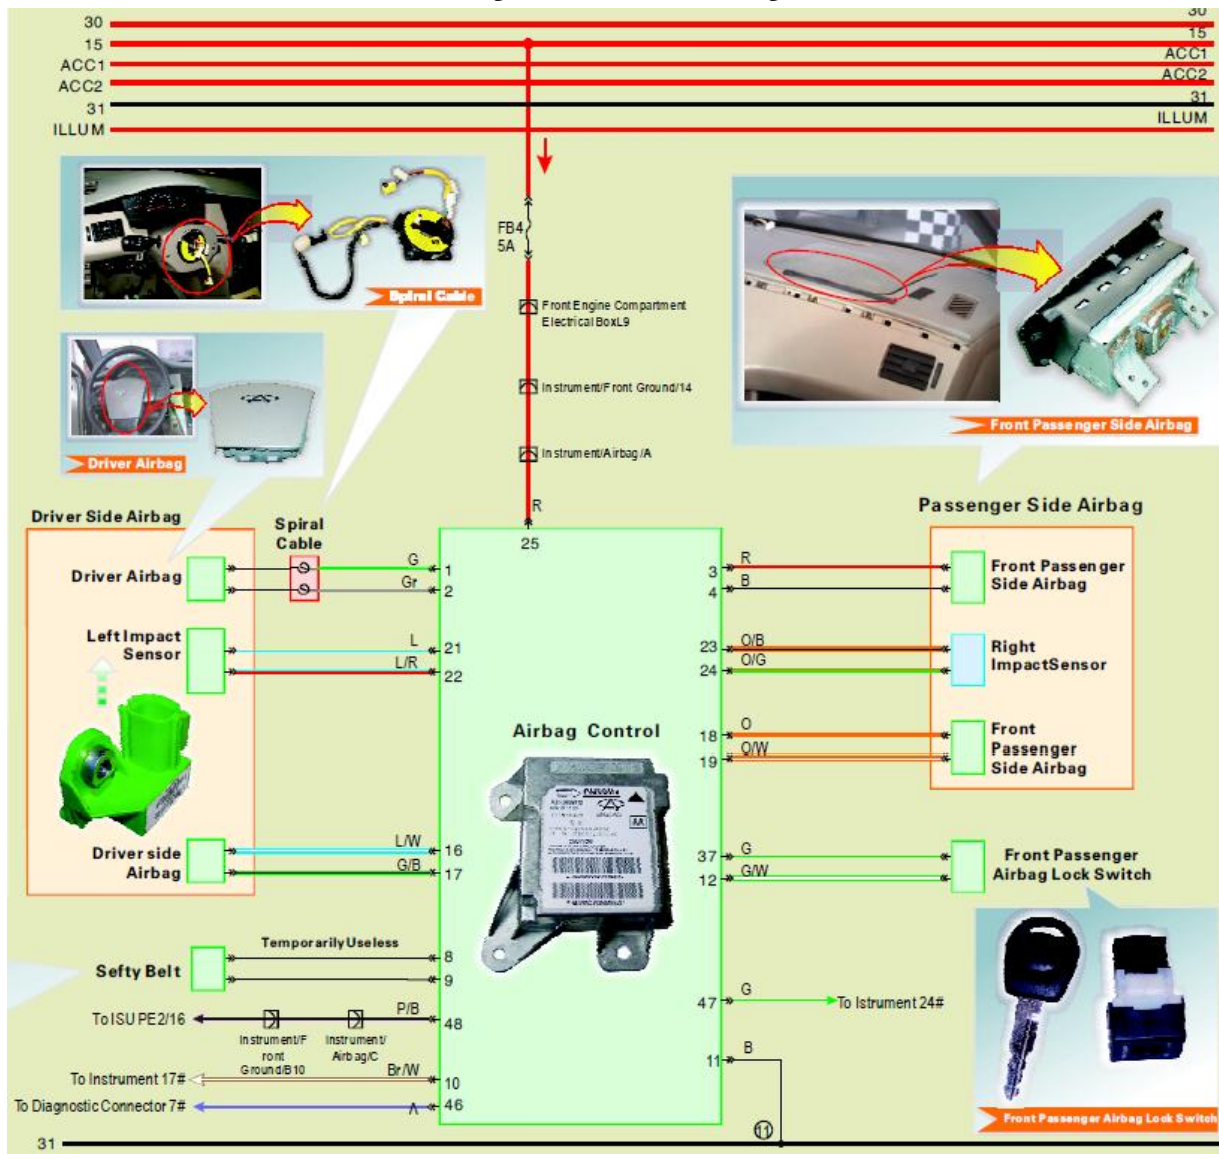 30
30
15
15
ACC1
ACC1
ACC2
ACC2
31
31
ILLUM
ILLUM
FB4
5A
Spiral Cable
Front Engine Compartment
Electrical BoxL9
Instrument/Front Ground/14
Instrument/Airbag/A
Front Passenger Side Airbag
Driver Airbag
R
25
Driver Side Airbag
Spiral
Cable
Passenger Side Airbag
Driver Airbag
G
1
Gr
2
3
R
4
B
Front Passenger
Side Airbag
Left Impact
Sensor
L
21
L/R
22
23
O/B
24
O/G
Right
ImpactSensor
Airbag Control
18
O
19
O/W
Front
Passenger
Side Airbag
AA
Driver side
Airbag
L/W
16
G/B
17
37
G
12
G/W
Front Passenger
Airbag Lock Switch
Sefty Belt
Temporarily Useless
8
9
47
G
To Istrument 24#
To ISU PE2/16
P/B
48
Instrument/F
ront
Ground/B10
Instrument/
Airbag/C
11
B
To Instrument 17#
Br/W
10
To Diagnostic Connector 7#
46
Front Passenger Airbag Lock Switch
11
31